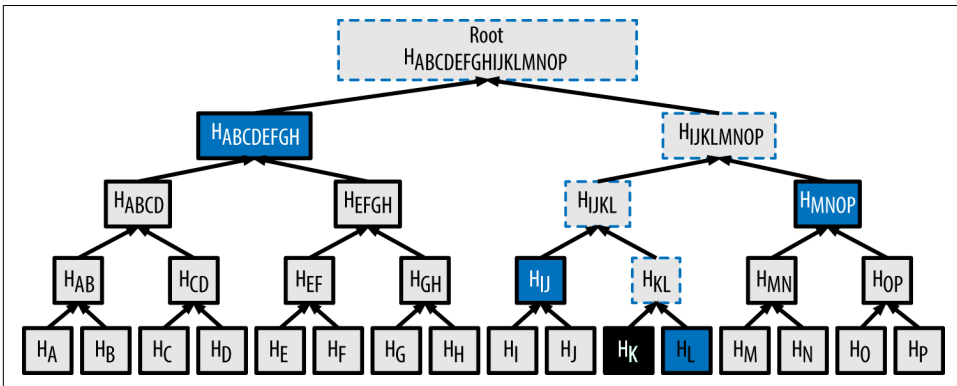 Root
HABCDEFGHIJKLMNOP
HABCDEFGH
HIJKLMNOP
HABCD
HEFGH
HIJKL
HMNOP
HAB
HCD
HEF
HGH
HIJ
HKL
HMN
HOP
HA
HB
HC
HD
HE
HF
HG
HH
HI
HJ
HK
HL
HM
HN
HO
HP